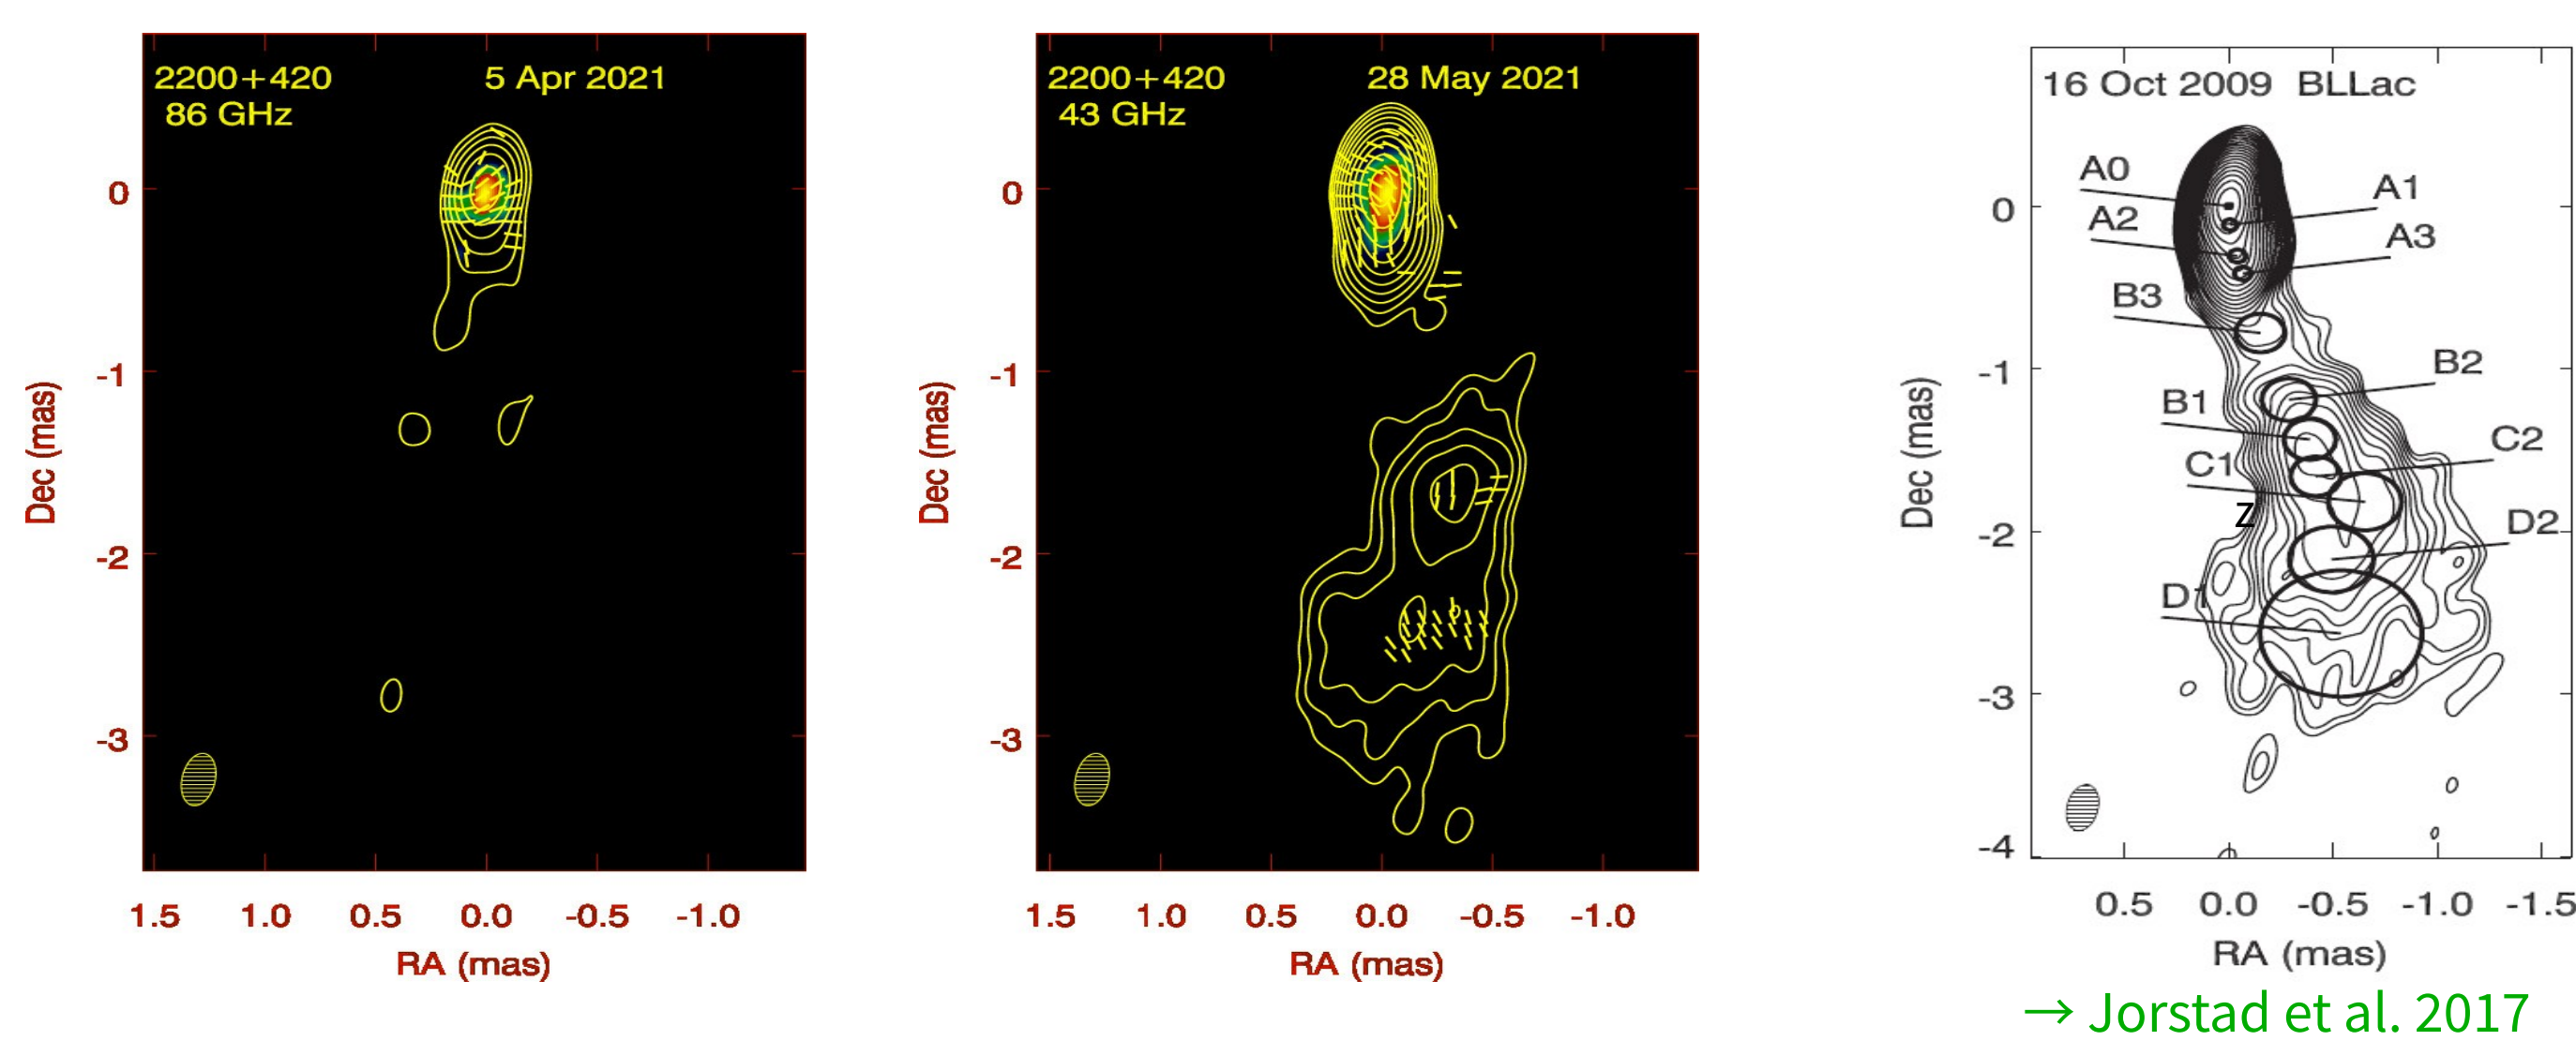 2200+420 5 Apr 2021
86 GHz
0
-1
-2
-3
Dec (mas)
1.5 1.0 0.5 0.0 -0.5 -1.0
RA (mas)
2200+420 28 May 2021
43 GHz
0
-1
-2
-3
Dec (mas)
1.5 1.0 0.5 0.0 -0.5 -1.0
RA (mas)
16 Oct 2009 BLLac
A0
A1
A2
A3
B3
B2
B1
C2
C1
z
D2
D1
0
-1
-2
-3
-4
Dec (mas)
0.5 0.0 -0.5 -1.0 -1.5
RA (mas)
→ Jorstad et al. 2017